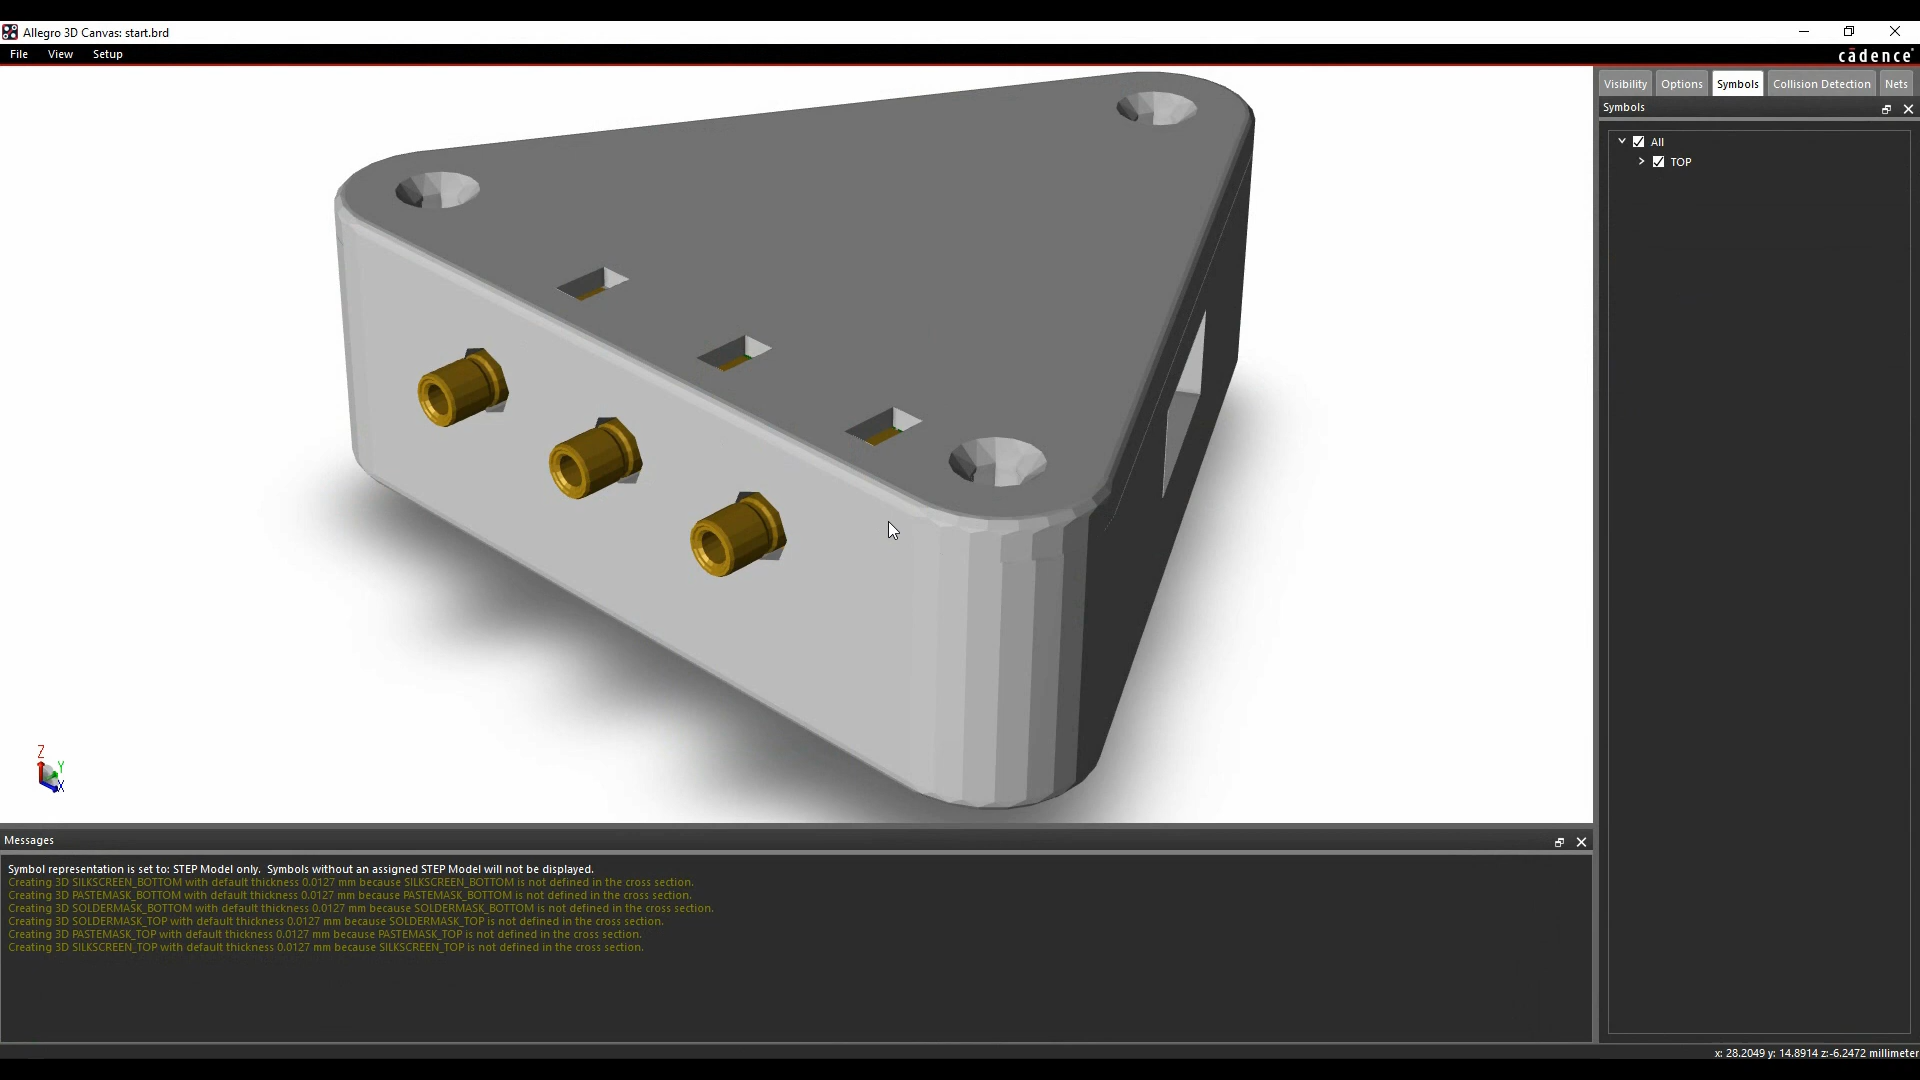 Allegro 3D Canvas: start.brd
File View Setup
cādence
Visibility Options Symbols Collision Detection Nets
Symbols
All
TOP
Z
Y
X
Messages
Symbol representation is set to: STEP Model only. Symbols without an assigned STEP Model will not be displayed.
Creating 3D SILKSCREEN_BOTTOM with default thickness 0.0127 mm because SILKSCREEN_BOTTOM is not defined in the cross section.
Creating 3D PASTEMASK_BOTTOM with default thickness 0.0127 mm because PASTEMASK_BOTTOM is not defined in the cross section.
Creating 3D SOLDERMASK_BOTTOM with default thickness 0.0127 mm because SOLDERMASK_BOTTOM is not defined in the cross section.
Creating 3D SOLDERMASK_TOP with default thickness 0.0127 mm because SOLDERMASK_TOP is not defined in the cross section.
Creating 3D PASTEMASK_TOP with default thickness 0.0127 mm because PASTEMASK_TOP is not defined in the cross section.
Creating 3D SILKSCREEN_TOP with default thickness 0.0127 mm because SILKSCREEN_TOP is not defined in the cross section.
x: 28.2049 y: 14.8914 z:-6.2472 millimeter